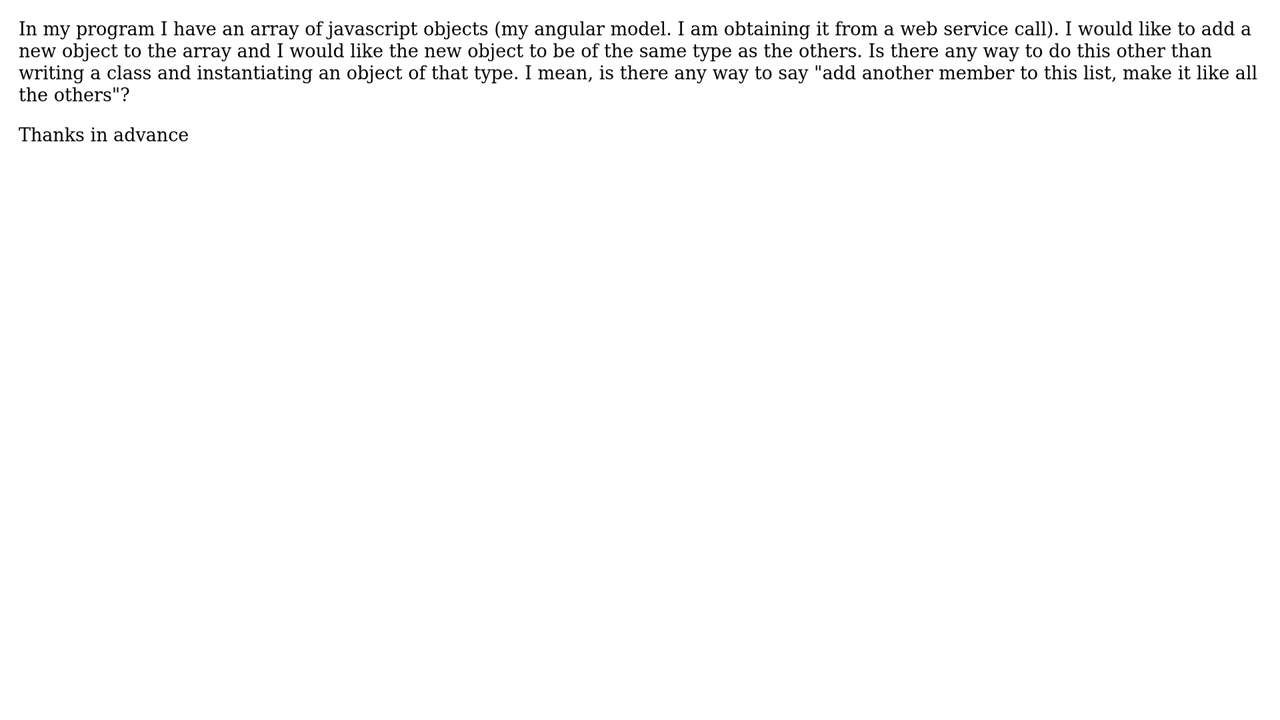 In my program I have an array of javascript objects (my angular model. I am obtaining it from a web service call). I would like to add a
new object to the array and I would like the new object to be of the same type as the others. Is there any way to do this other than
writing a class and instantiating an object of that type. I mean, is there any way to say "add another member to this list, make it like all
the others"?
Thanks in advance